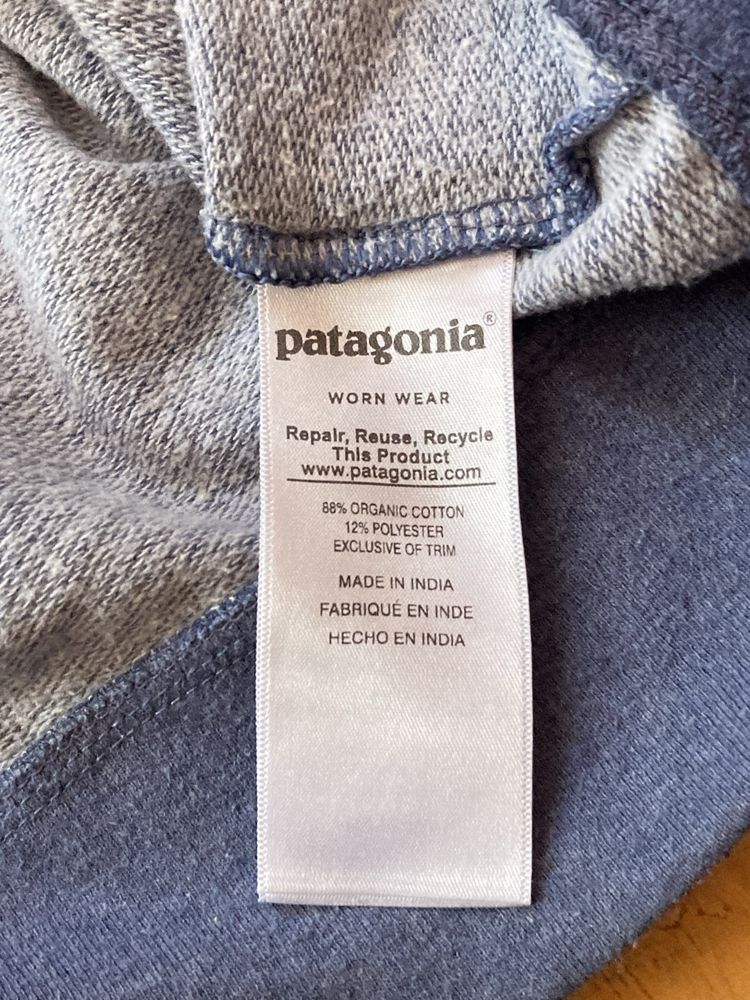 patagonia®
WORN WEAR
Repair, Reuse, Recycle
This Product
www.patagonia.com
88% ORGANIC COTTON
12% POLYESTER
EXCLUSIVE OF TRIM
MADE IN INDIA
FABRIQUÉ EN INDE
HECHO EN INDIA